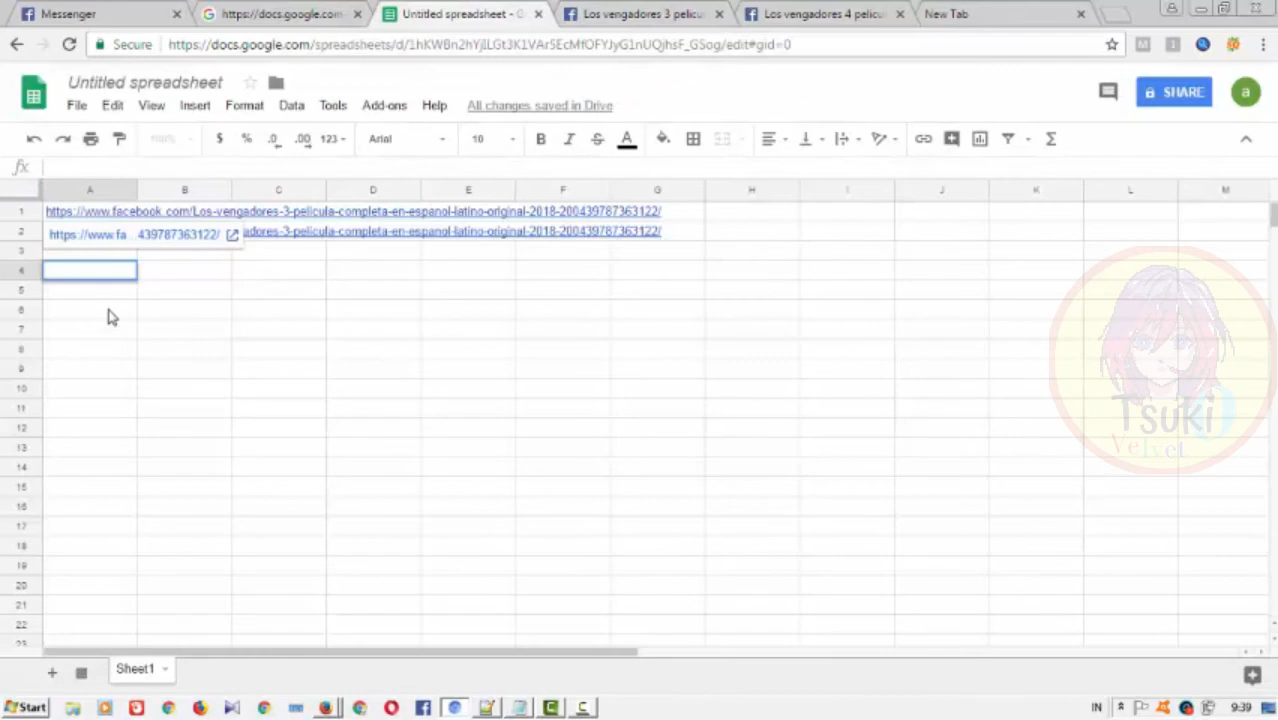 Messenger
https://docs.google.com
Untitled spreadsheet - G
Los vengadores 3 pelicu
Los vengadores 4 pelicu
New Tab
Secure
https://docs.google.com/spreadsheets/d/1hKWBn2hYjILGt3K1VAr5EcMfOFYJyG1nUQjhsF_GSog/edit#gid=0
Untitled spreadsheet
File Edit View Insert Format Data Tools Add-ons Help All changes saved in Drive
SHARE
a
100% $ % .0 .00 123 Arial 10 B I S A Σ
fx
A B C D E F G H I J K L M
1 https://www.facebook.com/Los-vengadores-3-pelicula-completa-en-espanol-latino-original-2018-200439787363122/
2 adores-3-pelicula-completa-en-espanol-latino-original-2018-200439787363122/
https://www.fa...439787363122/
3
4
5
6
7
8
9
10
11
12
13
14
15
16
17
18
19
20
21
22
23
Tsuki
Velvet
Sheet1
Start
IN
9:39